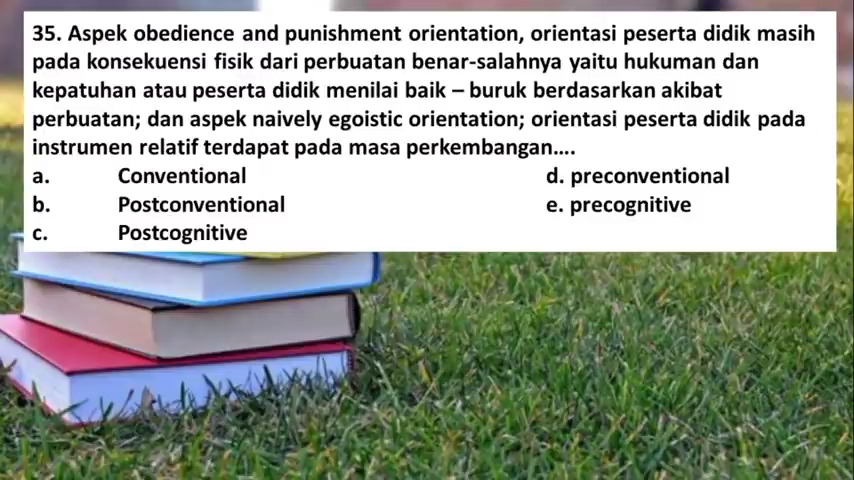 35. Aspek obedience and punishment orientation, orientasi peserta didik masih
pada konsekuensi fisik dari perbuatan benar-salahnya yaitu hukuman dan
kepatuhan atau peserta didik menilai baik – buruk berdasarkan akibat
perbuatan; dan aspek naively egoistic orientation; orientasi peserta didik pada
instrumen relatif terdapat pada masa perkembangan....
a. Conventional d. preconventional
b. Postconventional e. precognitive
c. Postcognitive